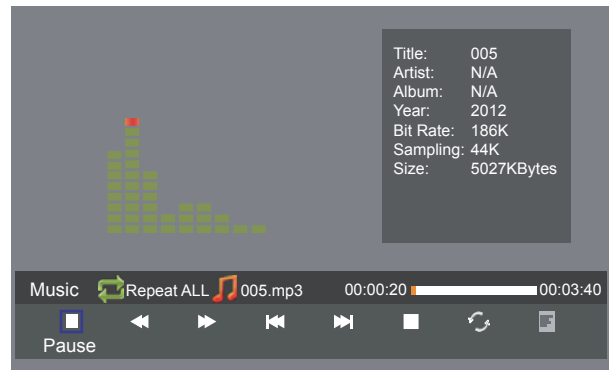 Title: 005
Artist: N/A
Album: N/A
Year: 2012
Bit Rate: 186K
Sampling: 44K
Size: 5027KBytes
Music Repeat ALL 005.mp3 00:00:20 00:03:40
Pause